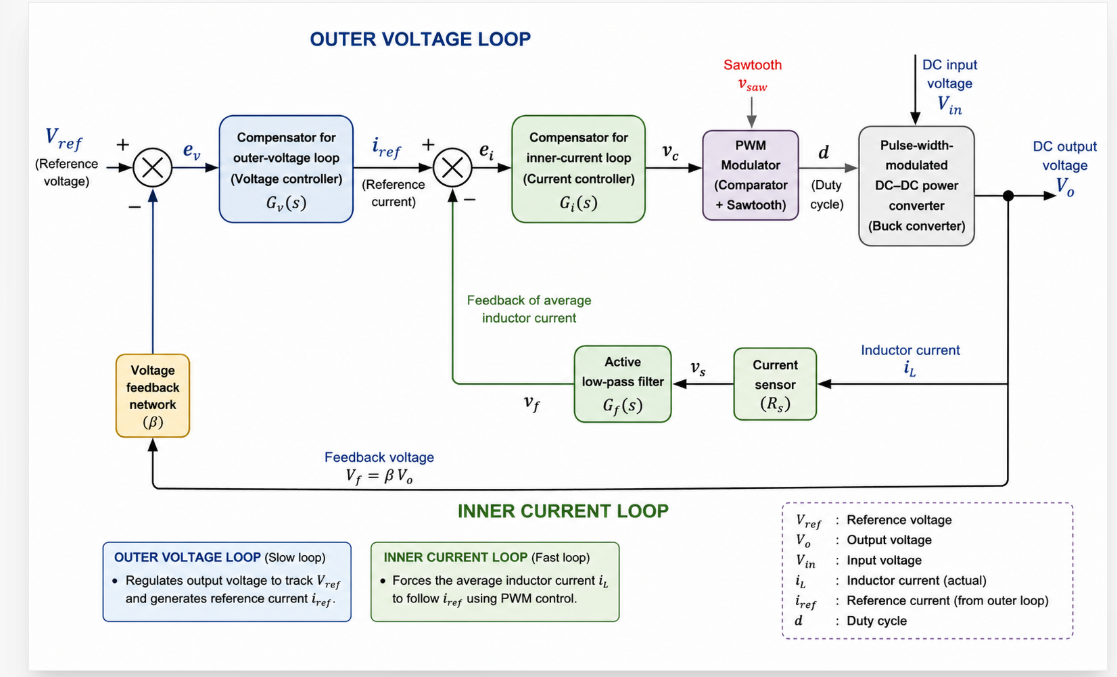 OUTER VOLTAGE LOOP
Sawtooth
v_saw
DC input
voltage
V_in
V_ref
(Reference
voltage)
+
−
e_v
Compensator for
outer-voltage loop
(Voltage controller)
G_v(s)
i_ref
(Reference
current)
+
−
e_i
Compensator for
inner-current loop
(Current controller)
G_i(s)
v_c
PWM
Modulator
(Comparator
+ Sawtooth)
d
(Duty
cycle)
Pulse-width-
modulated
DC–DC power
converter
(Buck converter)
DC output
voltage
V_o
Feedback of average
inductor current
Voltage
feedback
network
(β)
v_f
Active
low-pass filter
G_f(s)
v_s
Current
sensor
(R_s)
Inductor current
i_L
Feedback voltage
V_f = β V_o
INNER CURRENT LOOP
OUTER VOLTAGE LOOP (Slow loop)
• Regulates output voltage to track V_ref
and generates reference current i_ref.
INNER CURRENT LOOP (Fast loop)
• Forces the average inductor current i_L
to follow i_ref using PWM control.
V_ref : Reference voltage
V_o : Output voltage
V_in : Input voltage
i_L : Inductor current (actual)
i_ref : Reference current (from outer loop)
d : Duty cycle